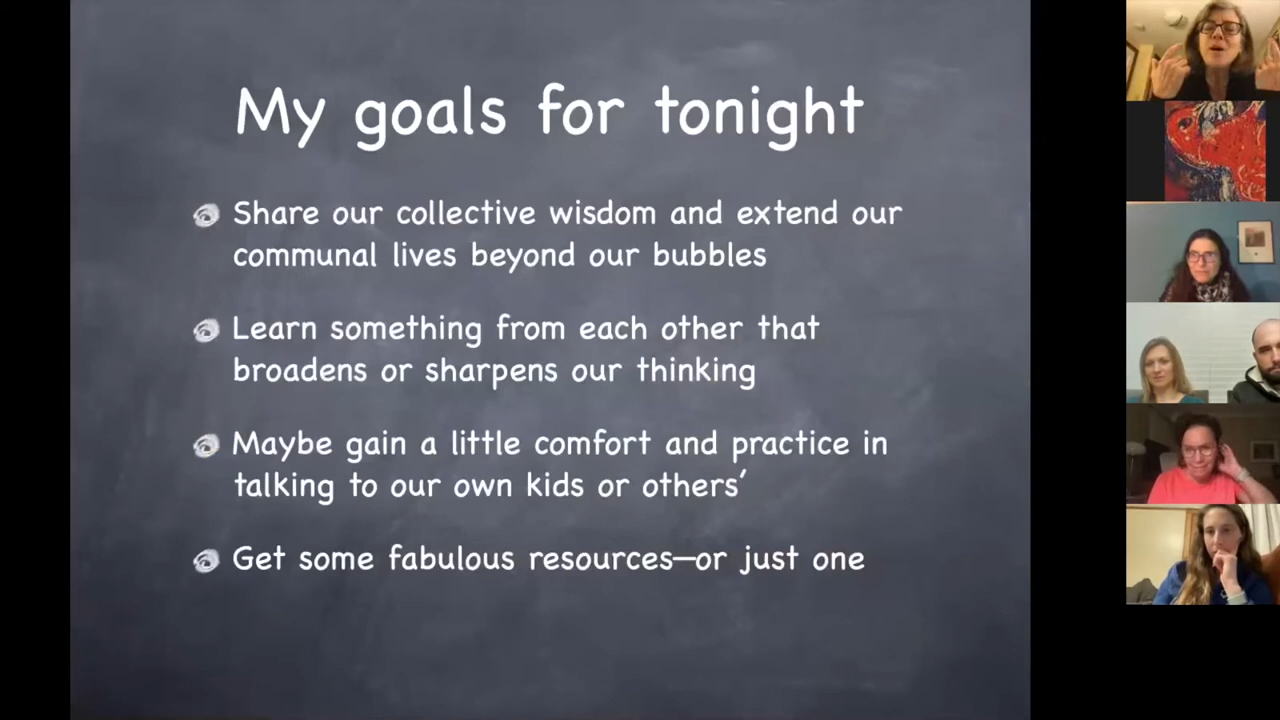 My goals for tonight
Share our collective wisdom and extend our
communal lives beyond our bubbles
Learn something from each other that
broadens or sharpens our thinking
Maybe gain a little comfort and practice in
talking to our own kids or others’
Get some fabulous resources—or just one